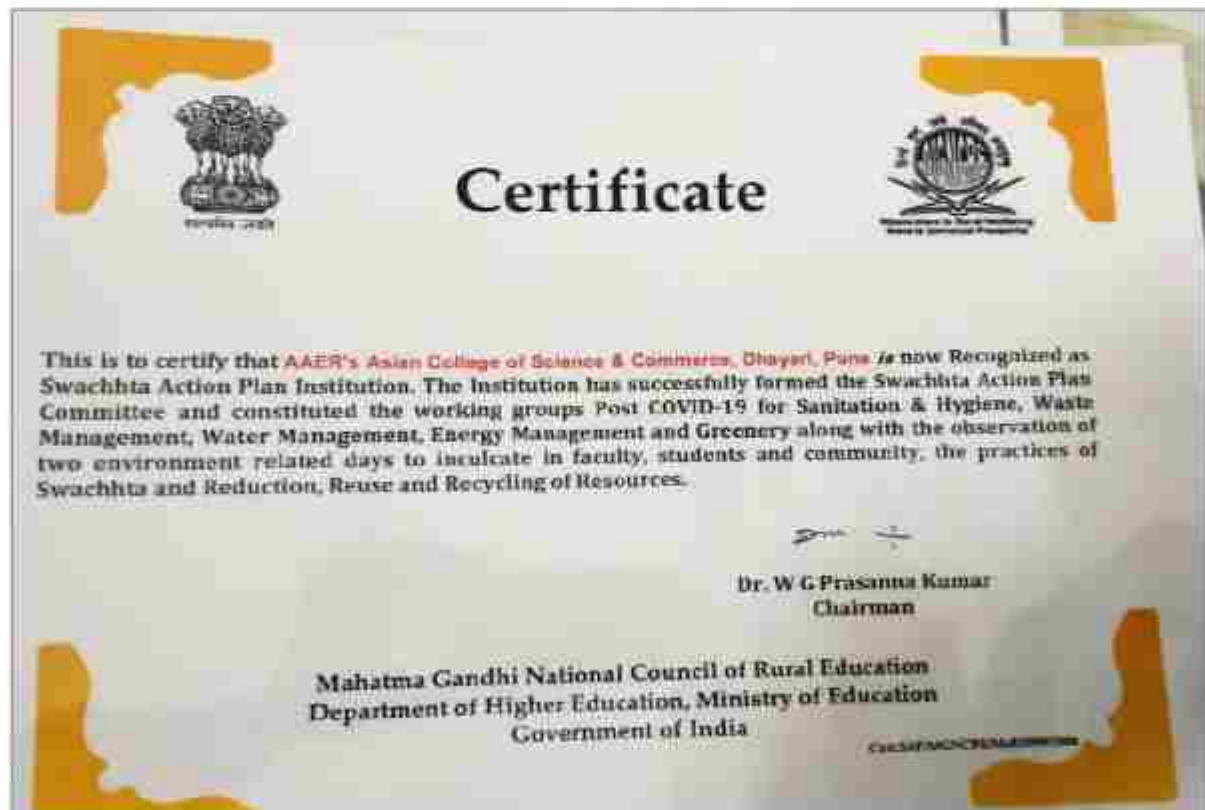 Certificate
This is to certify that AAER's Asian College of Science & Commerce, Dhayari, Pune is now Recognized as
Swachhta Action Plan Institution. The Institution has successfully formed the Swachhta Action Plan
Committee and constituted the working groups Post COVID-19 for Sanitation & Hygiene, Waste
Management, Water Management, Energy Management and Greenery along with the observation of
two environment related days to inculcate in faculty, students and community, the practices of
Swachhta and Reduction, Reuse and Recycling of Resources.
Dr. W G Prasanna Kumar
Chairman
Mahatma Gandhi National Council of Rural Education
Department of Higher Education, Ministry of Education
Government of India